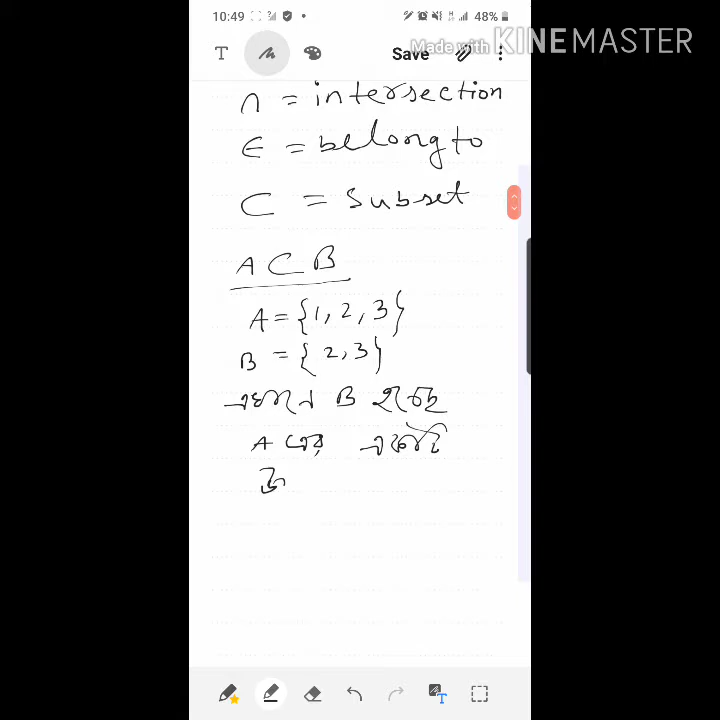 10:49 48%
T Save
Made with KINEMASTER
∩ = intersection
∈ = belong to
⊂ = Subset
A ⊂ B
A = {1, 2, 3}
B = {2, 3}
এখানে B হচ্ছে
A এর একটি
উ